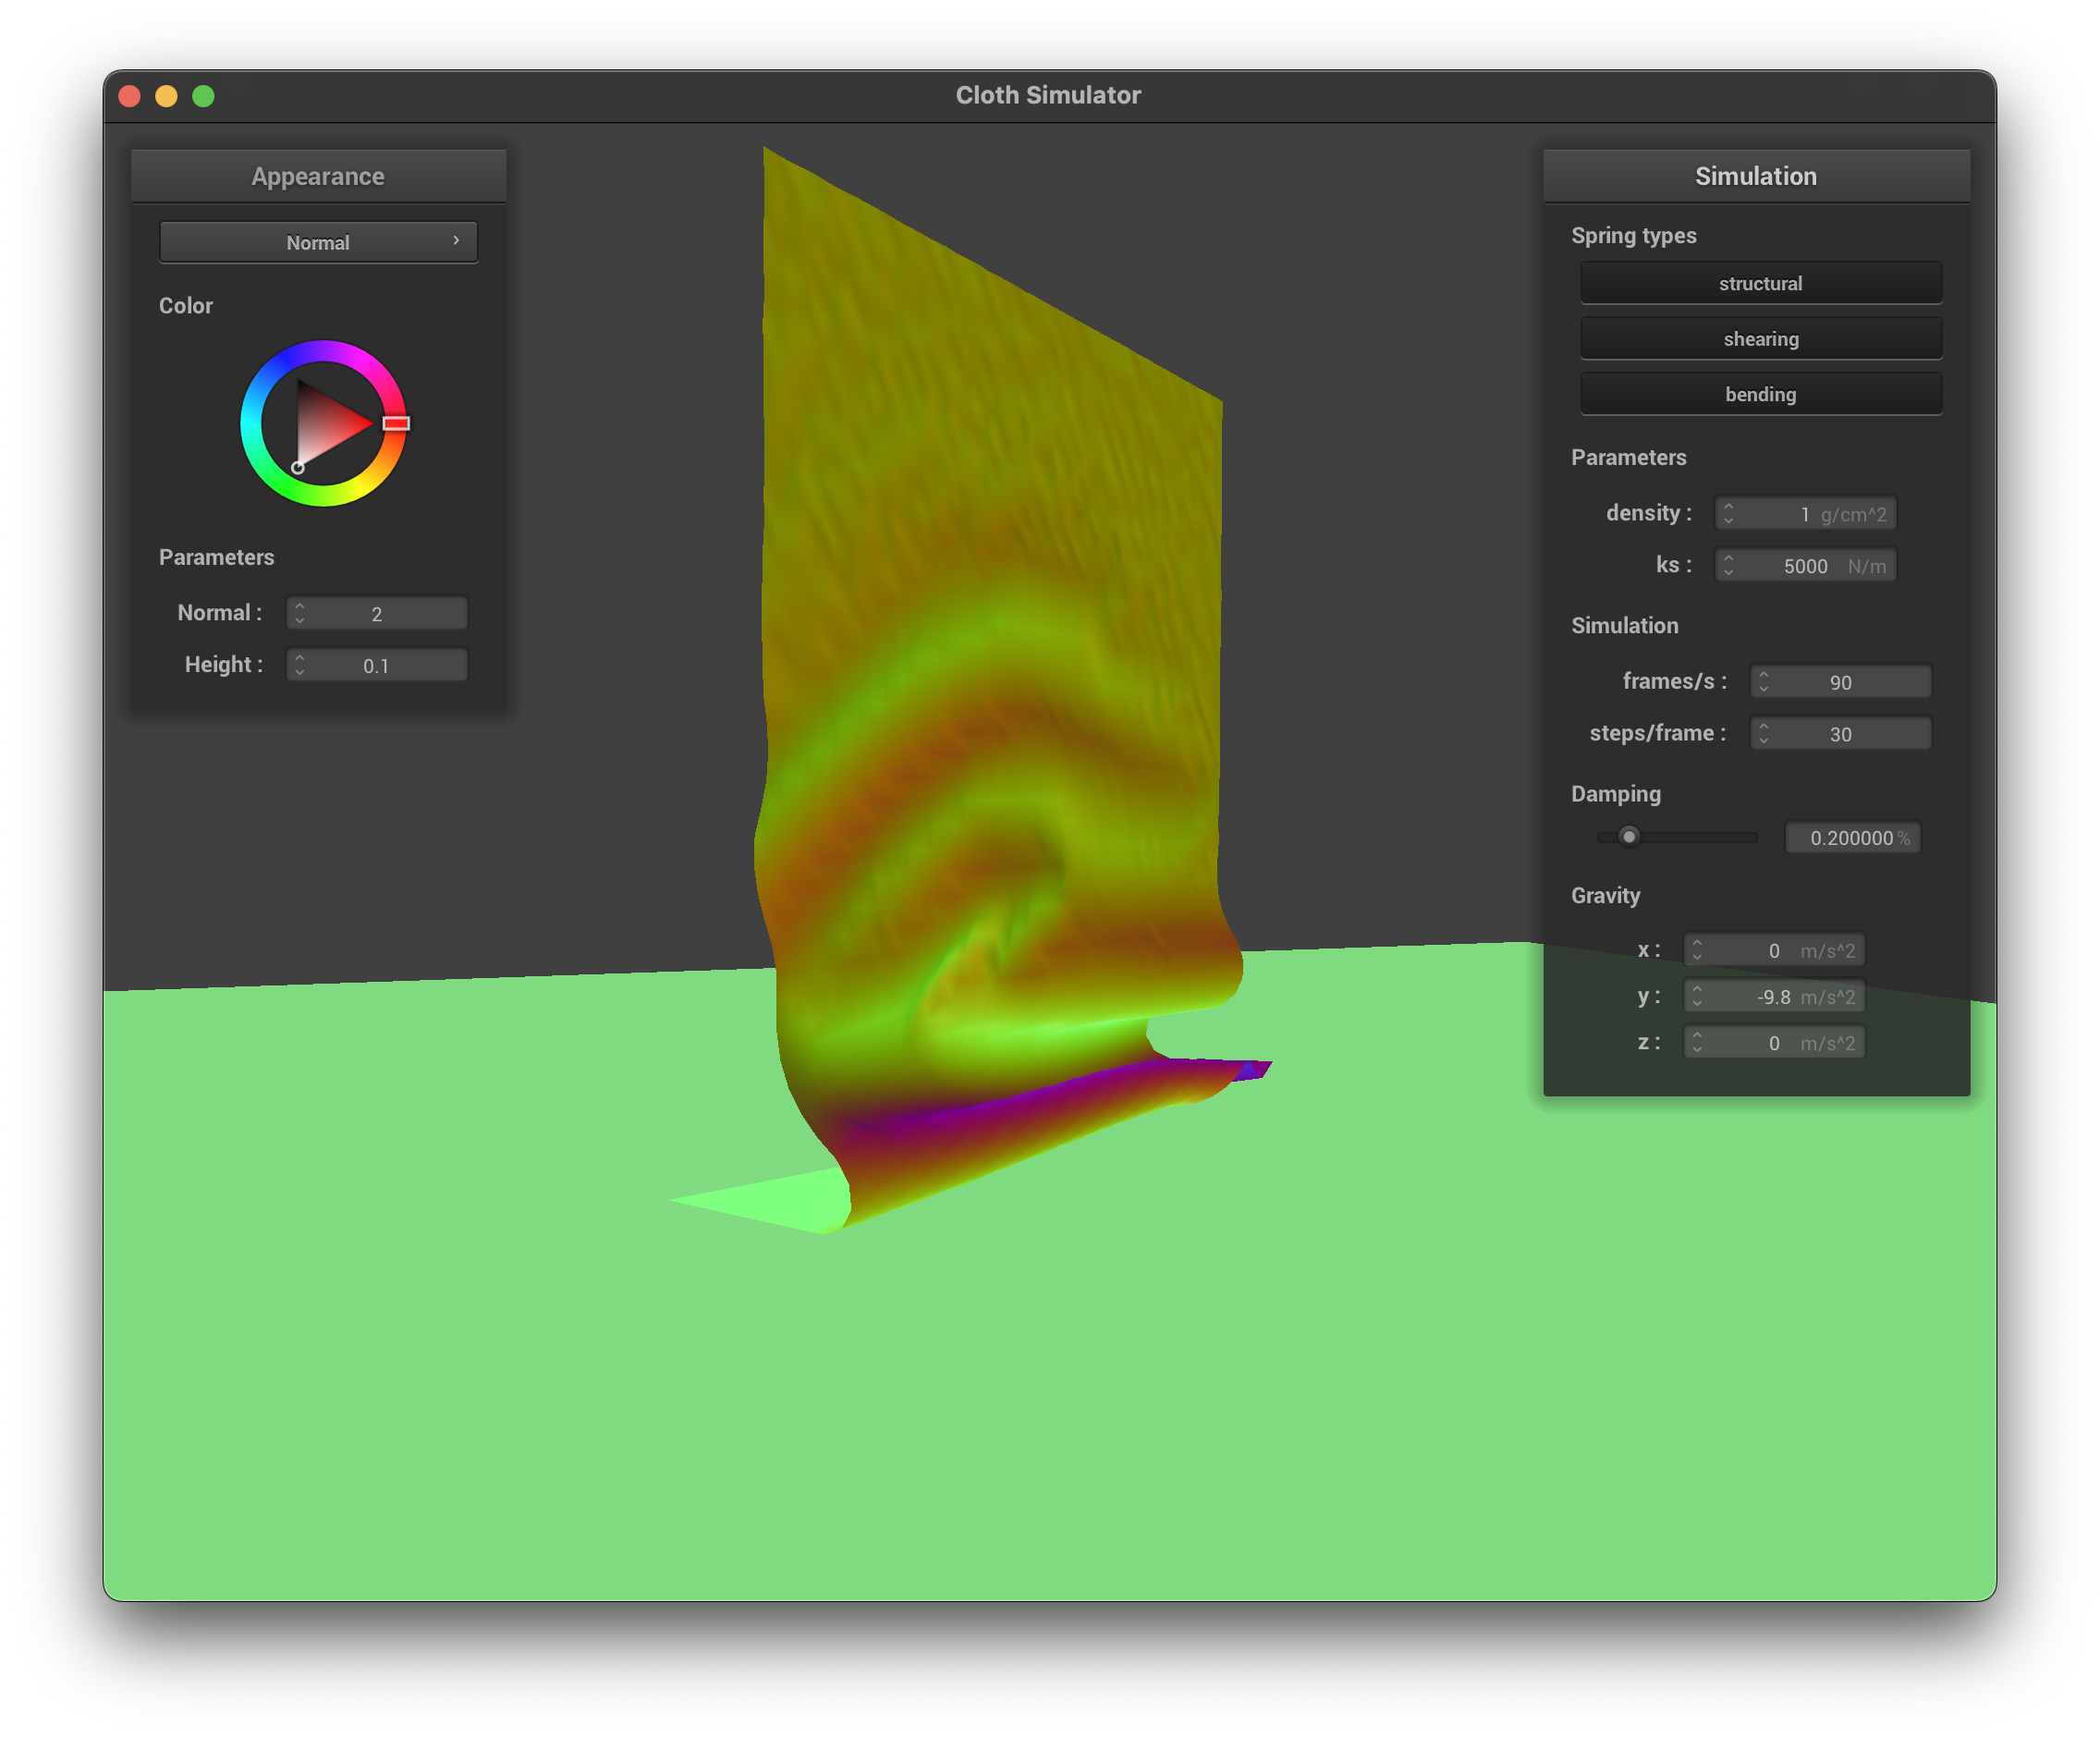 Cloth Simulator
Appearance
Normal
Color
Parameters
Normal : 2
Height : 0.1
Simulation
Spring types
structural
shearing
bending
Parameters
density : 1 g/cm^2
ks : 5000 N/m
Simulation
frames/s : 90
steps/frame : 30
Damping
0.200000 %
Gravity
x : 0 m/s^2
y : -9.8 m/s^2
z : 0 m/s^2